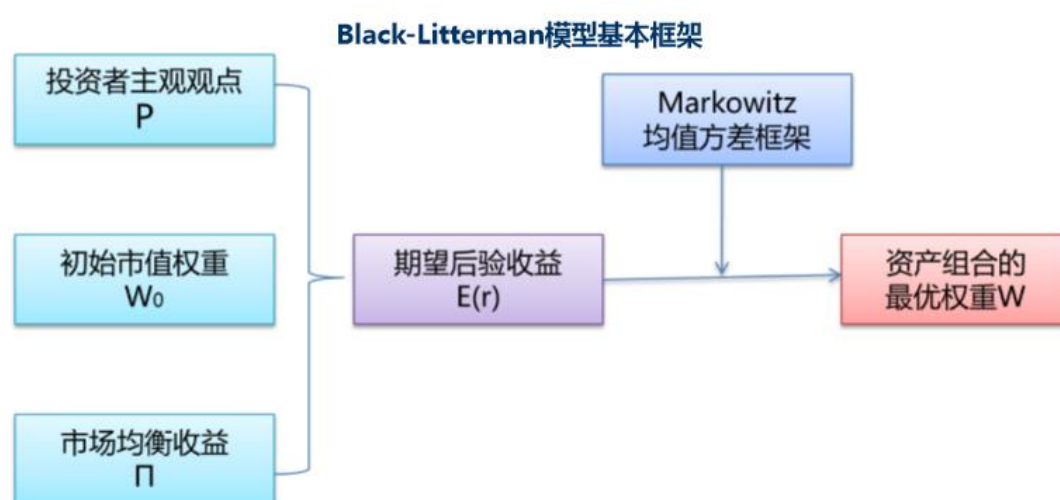 Black-Litterman模型基本框架
投资者主观观点
P
Markowitz
均值方差框架
初始市值权重
W₀
期望后验收益
E(r)
资产组合的
最优权重W
市场均衡收益
Π